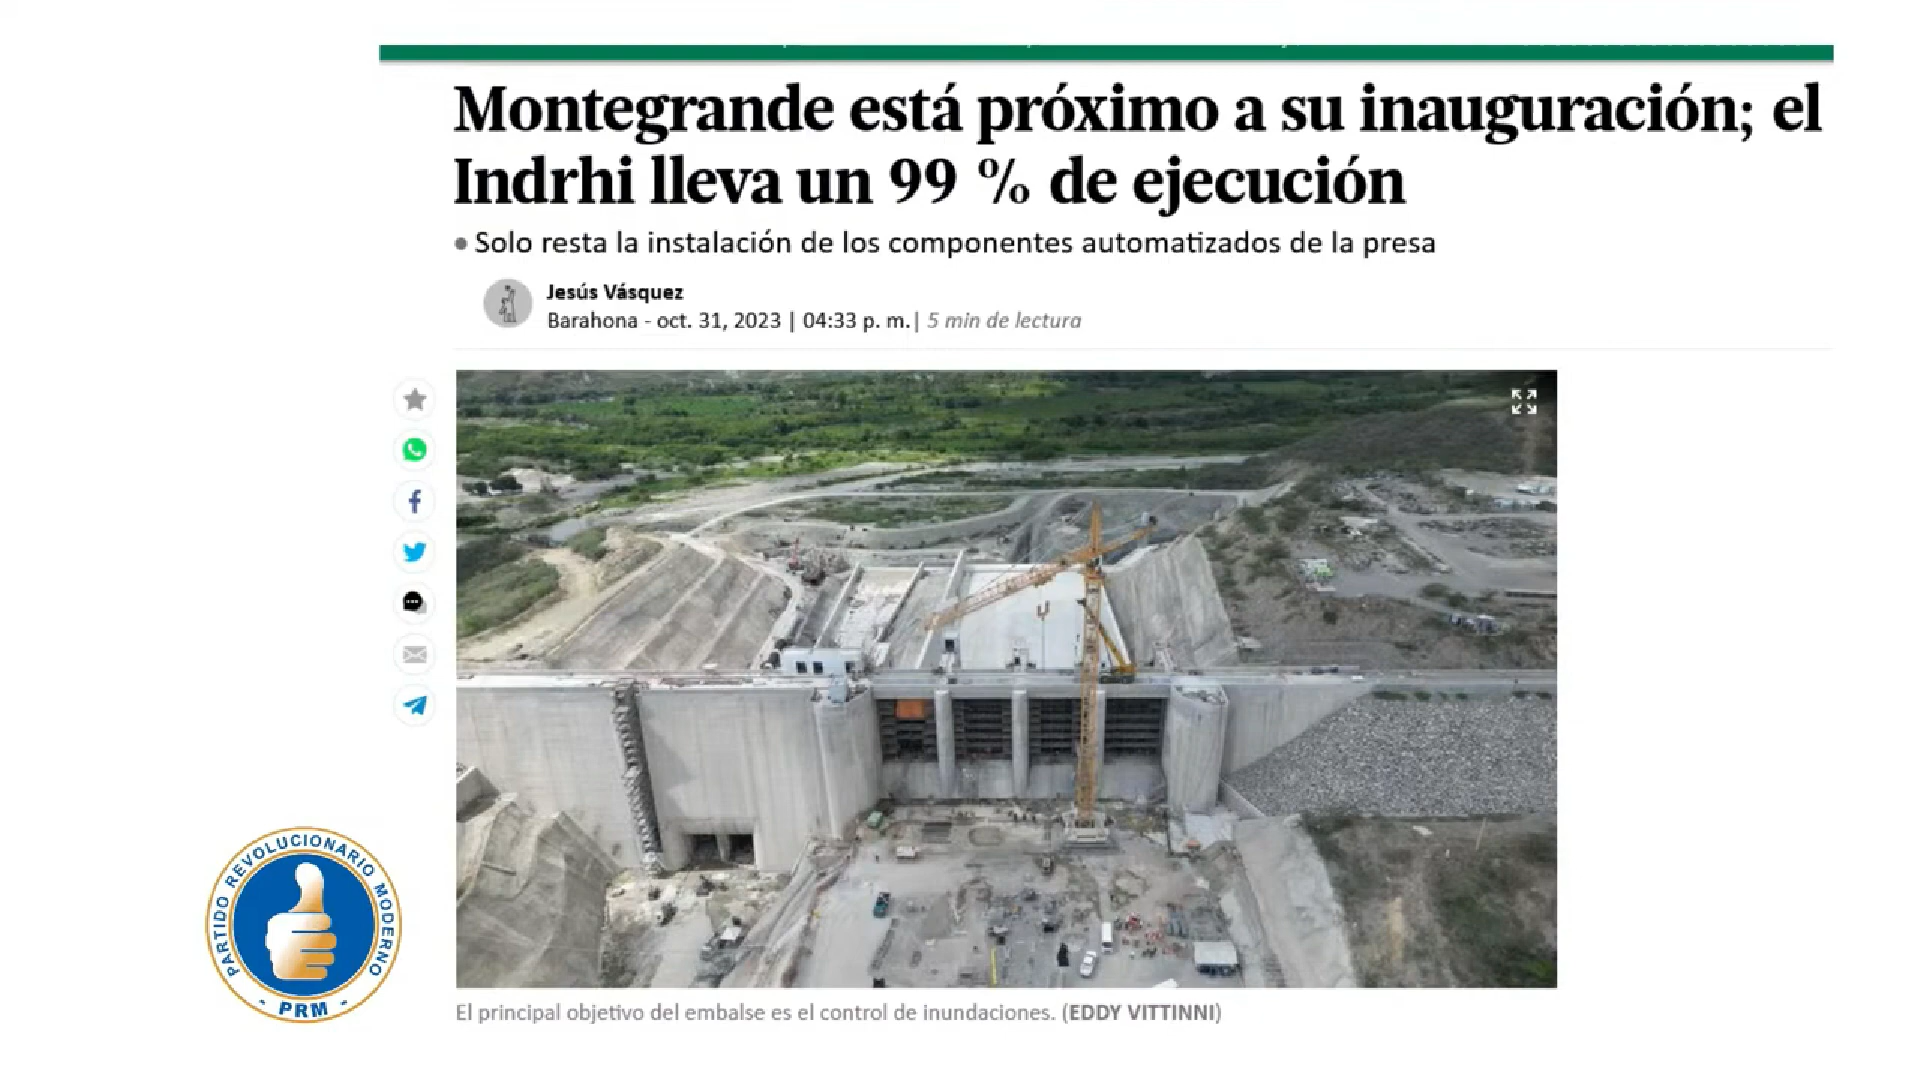 Montegrande está próximo a su inauguración; el
Indrhi lleva un 99 % de ejecución
Solo resta la instalación de los componentes automatizados de la presa
Jesús Vásquez
Barahona - oct. 31, 2023 | 04:33 p. m.| 5 min de lectura
El principal objetivo del embalse es el control de inundaciones. (EDDY VITTINNI)
PARTIDO REVOLUCIONARIO MODERNO
- PRM -